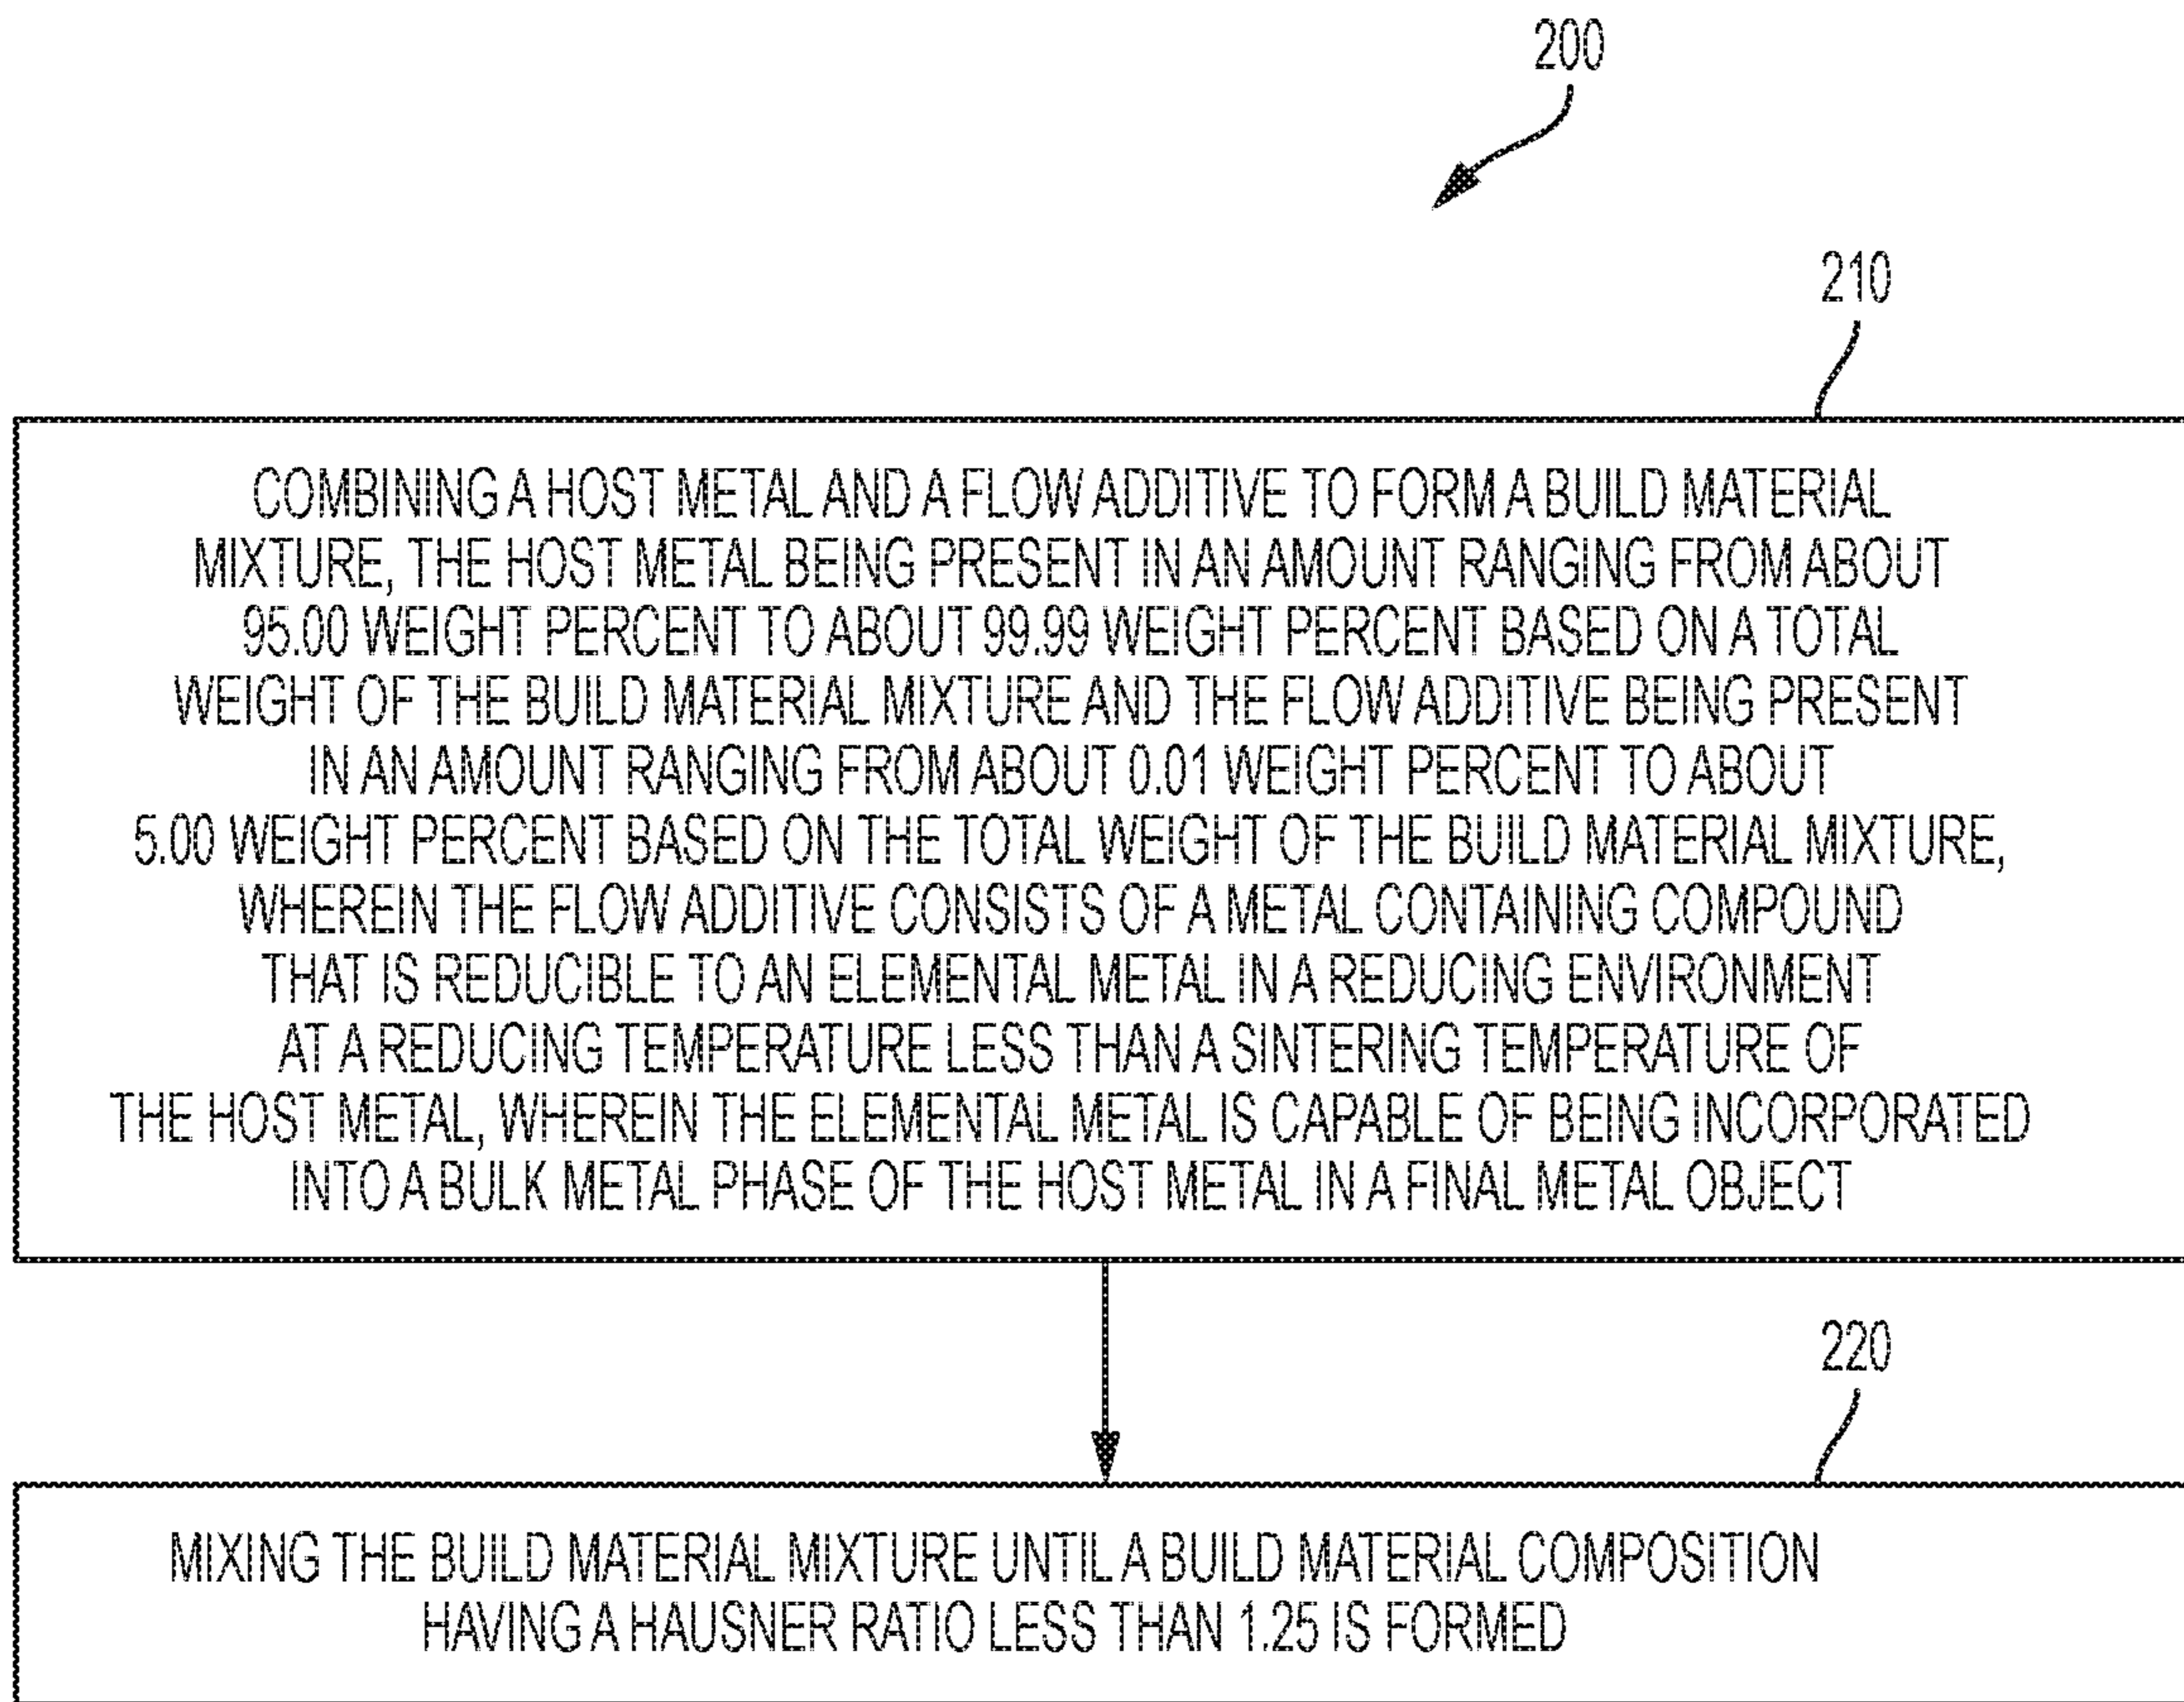 200
210
COMBINING A HOST METAL AND A FLOW ADDITIVE TO FORM A BUILD MATERIAL
MIXTURE, THE HOST METAL BEING PRESENT IN AN AMOUNT RANGING FROM ABOUT
95.00 WEIGHT PERCENT TO ABOUT 99.99 WEIGHT PERCENT BASED ON A TOTAL
WEIGHT OF THE BUILD MATERIAL MIXTURE AND THE FLOW ADDITIVE BEING PRESENT
IN AN AMOUNT RANGING FROM ABOUT 0.01 WEIGHT PERCENT TO ABOUT
5.00 WEIGHT PERCENT BASED ON THE TOTAL WEIGHT OF THE BUILD MATERIAL MIXTURE,
WHEREIN THE FLOW ADDITIVE CONSISTS OF A METAL CONTAINING COMPOUND
THAT IS REDUCIBLE TO AN ELEMENTAL METAL IN A REDUCING ENVIRONMENT
AT A REDUCING TEMPERATURE LESS THAN A SINTERING TEMPERATURE OF
THE HOST METAL, WHEREIN THE ELEMENTAL METAL IS CAPABLE OF BEING INCORPORATED
INTO A BULK METAL PHASE OF THE HOST METAL IN A FINAL METAL OBJECT
220
MIXING THE BUILD MATERIAL MIXTURE UNTIL A BUILD MATERIAL COMPOSITION
HAVING A HAUSNER RATIO LESS THAN 1.25 IS FORMED